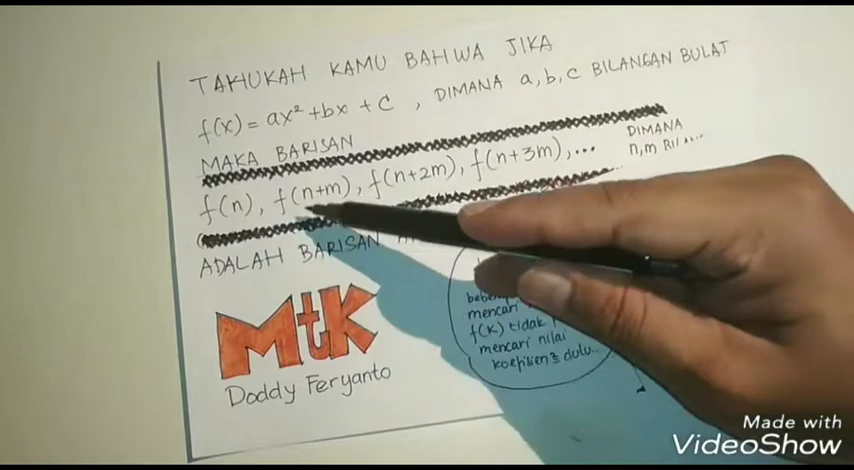 TAHUKAH KAMU BAHWA JIKA
f(x) = ax² + bx + c , DIMANA a, b, c BILANGAN BULAT
MAKA BARISAN
f(n), f(n+m), f(n+2m), f(n+3m), ...
DIMANA
n, m
ADALAH BARISAN
mencari
f(k) tidak
mencari nilai
koefisien² dulu...
MtK
Doddy Feryanto
Made with
VideoShow